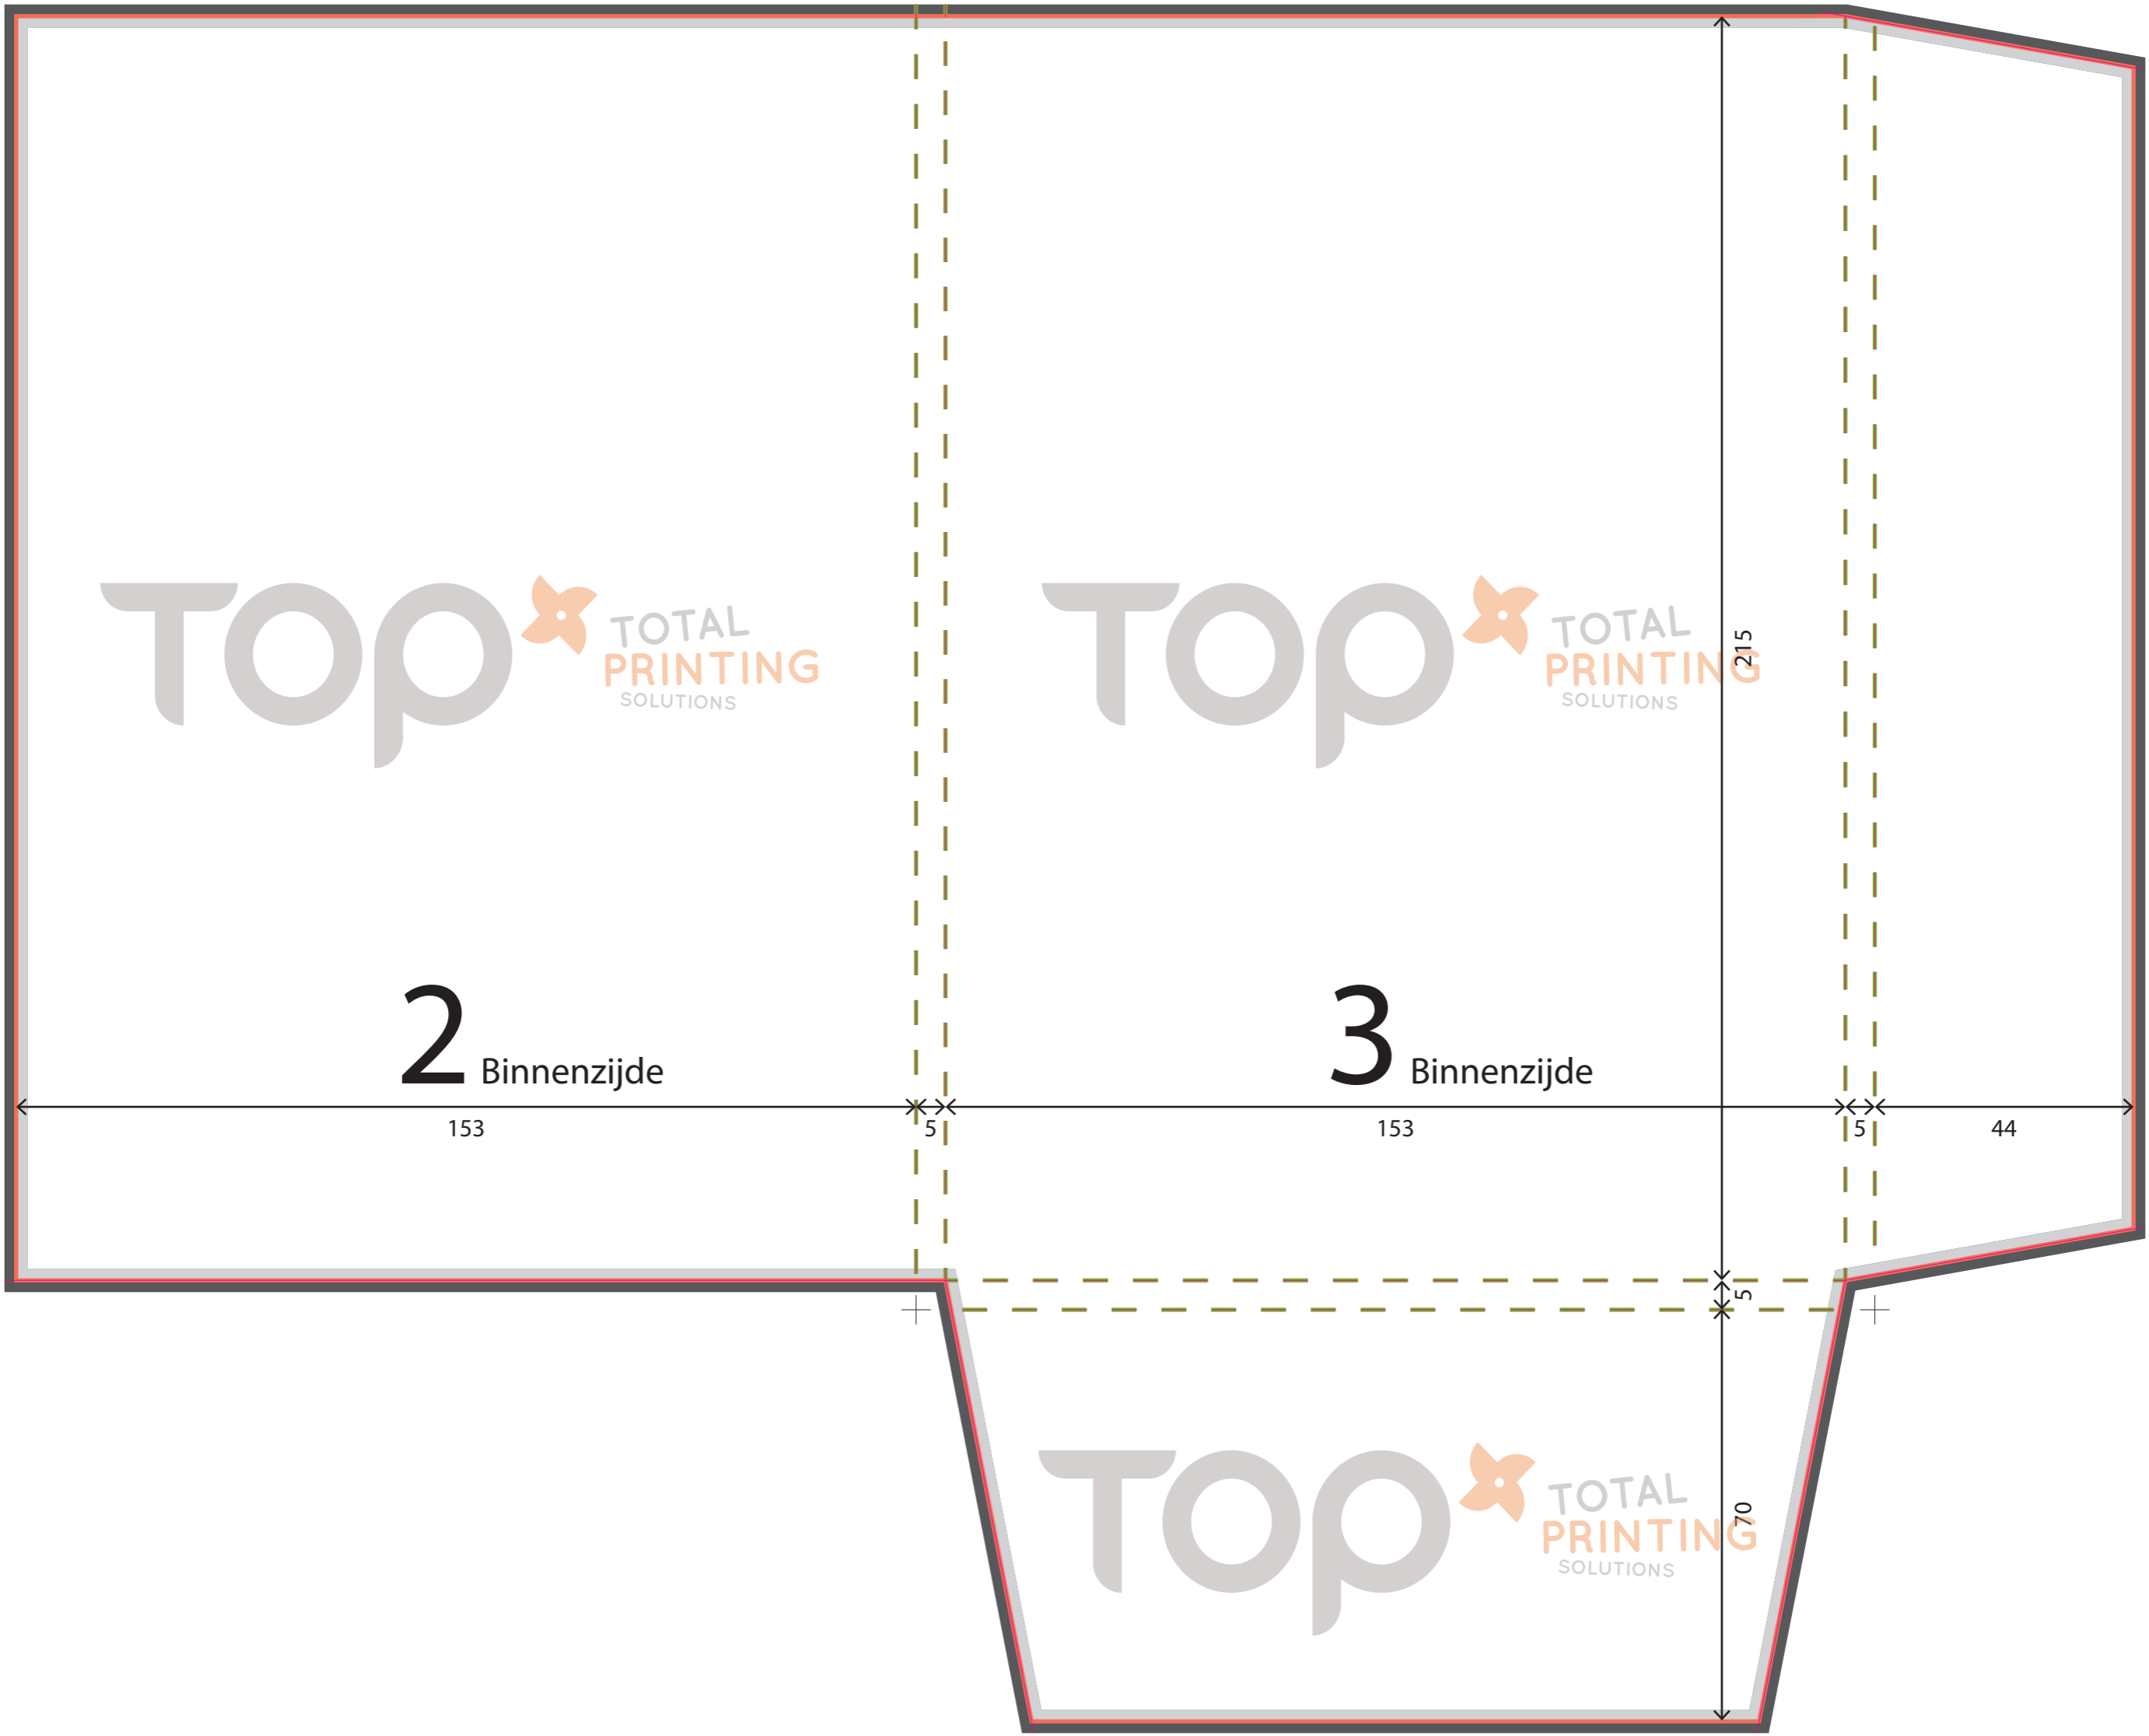 TOP TOTAL
PRINTING
SOLUTIONS
TOP TOTAL
PRINTING
SOLUTIONS
215
2 Binnenzijde
3 Binnenzijde
153
5
153
5
44
5
TOP TOTAL
PRINTING
SOLUTIONS
70